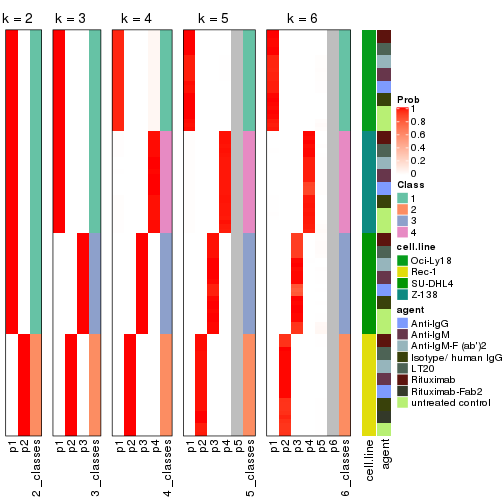 k = 2
k = 3
k = 4
k = 5
k = 6
Prob
1
0.8
0.6
0.4
0.2
0
Class
1
2
3
4
cell.line
Oci-Ly18
Rec-1
SU-DHL4
Z-138
agent
Anti-IgG
Anti-IgM
Anti-IgM-F (ab')2
Isotype/ human IgG
LT20
Rituximab
Rituximab-Fab2
untreated control
p1
p2
2_classes
p1
p2
p3
3_classes
p1
p2
p3
p4
4_classes
p1
p2
p3
p4
p5
5_classes
p1
p2
p3
p4
p5
p6
6_classes
cell.line
agent